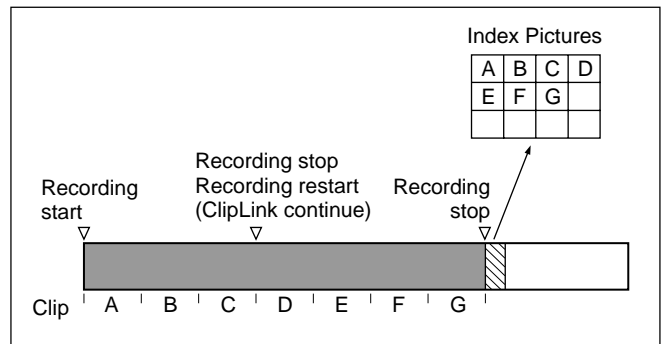 Index Pictures
A B C D
E F G
Recording start
Recording stop
Recording restart
(ClipLink continue)
Recording stop
Clip A B C D E F G